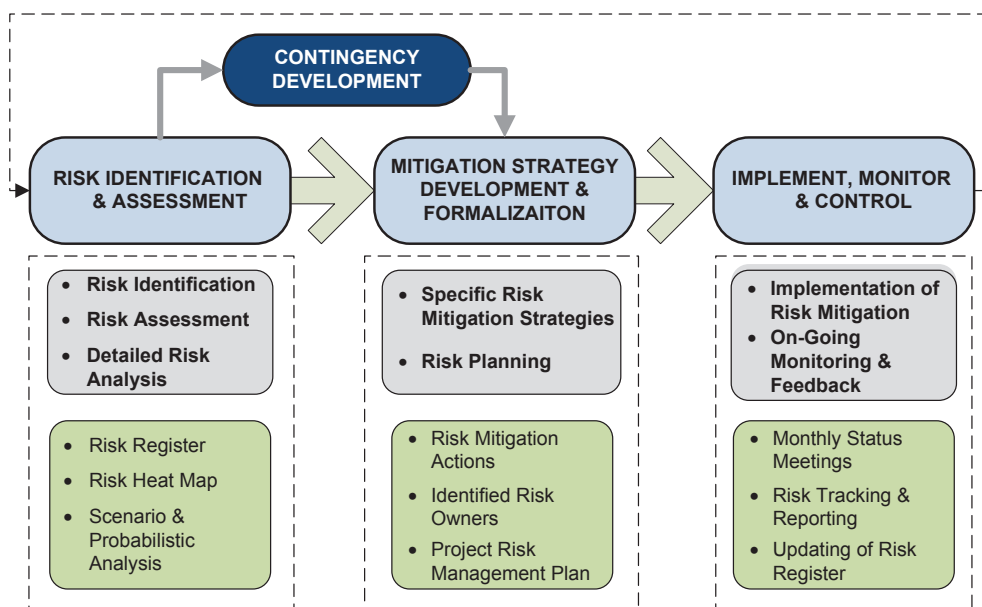 CONTINGENCY
DEVELOPMENT
RISK IDENTIFICATION
& ASSESSMENT
MITIGATION STRATEGY
DEVELOPMENT &
FORMALIZAITON
IMPLEMENT, MONITOR
& CONTROL
• Risk Identification
• Risk Assessment
• Detailed Risk
Analysis
• Specific Risk
Mitigation Strategies
• Risk Planning
• Implementation of
Risk Mitigation
• On-Going
Monitoring &
Feedback
• Risk Register
• Risk Heat Map
• Scenario &
Probabilistic
Analysis
• Risk Mitigation
Actions
• Identified Risk
Owners
• Project Risk
Management Plan
• Monthly Status
Meetings
• Risk Tracking &
Reporting
• Updating of Risk
Register